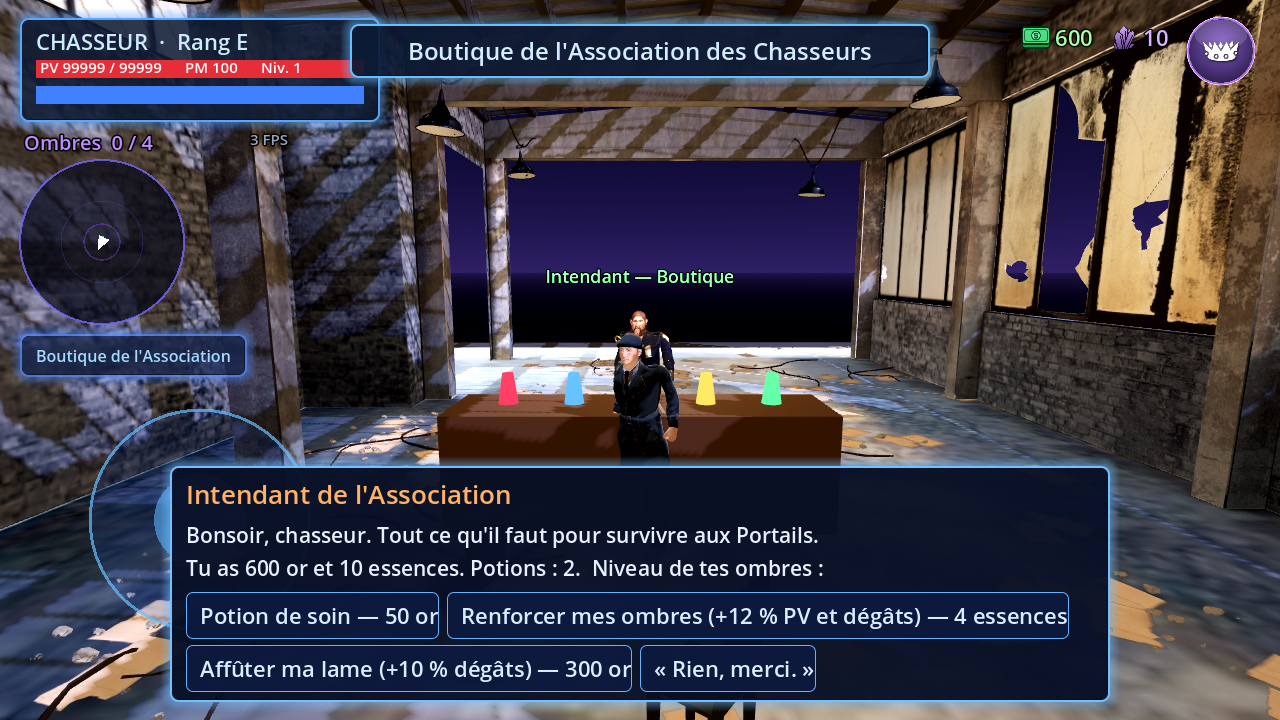 CHASSEUR · Rang E
PV 99999 / 99999 PM 100 Niv. 1
Boutique de l'Association des Chasseurs
600 10
Ombres 0 / 4
3 FPS
Boutique de l'Association
Intendant — Boutique
Intendant de l'Association
Bonsoir, chasseur. Tout ce qu'il faut pour survivre aux Portails.
Tu as 600 or et 10 essences. Potions : 2. Niveau de tes ombres :
Potion de soin — 50 or
Renforcer mes ombres (+12 % PV et dégâts) — 4 essences
Affûter ma lame (+10 % dégâts) — 300 or
« Rien, merci. »